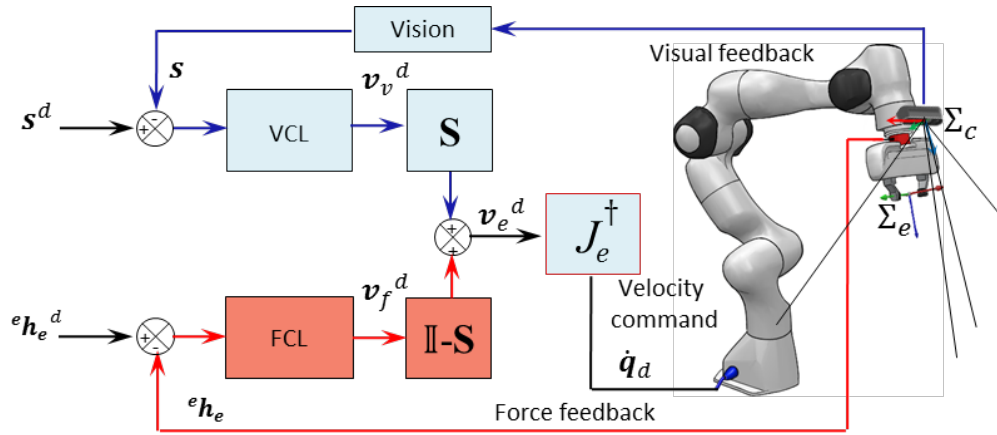 Vision
Visual feedback
s
v_v^d
s^d
- +
VCL
S
Σ_c
+ +
v_e^d
J_e^†
Σ_e
v_f^d
Velocity
command
^e h_e^d
+ -
FCL
𝕀-S
q̇_d
^e h_e
Force feedback